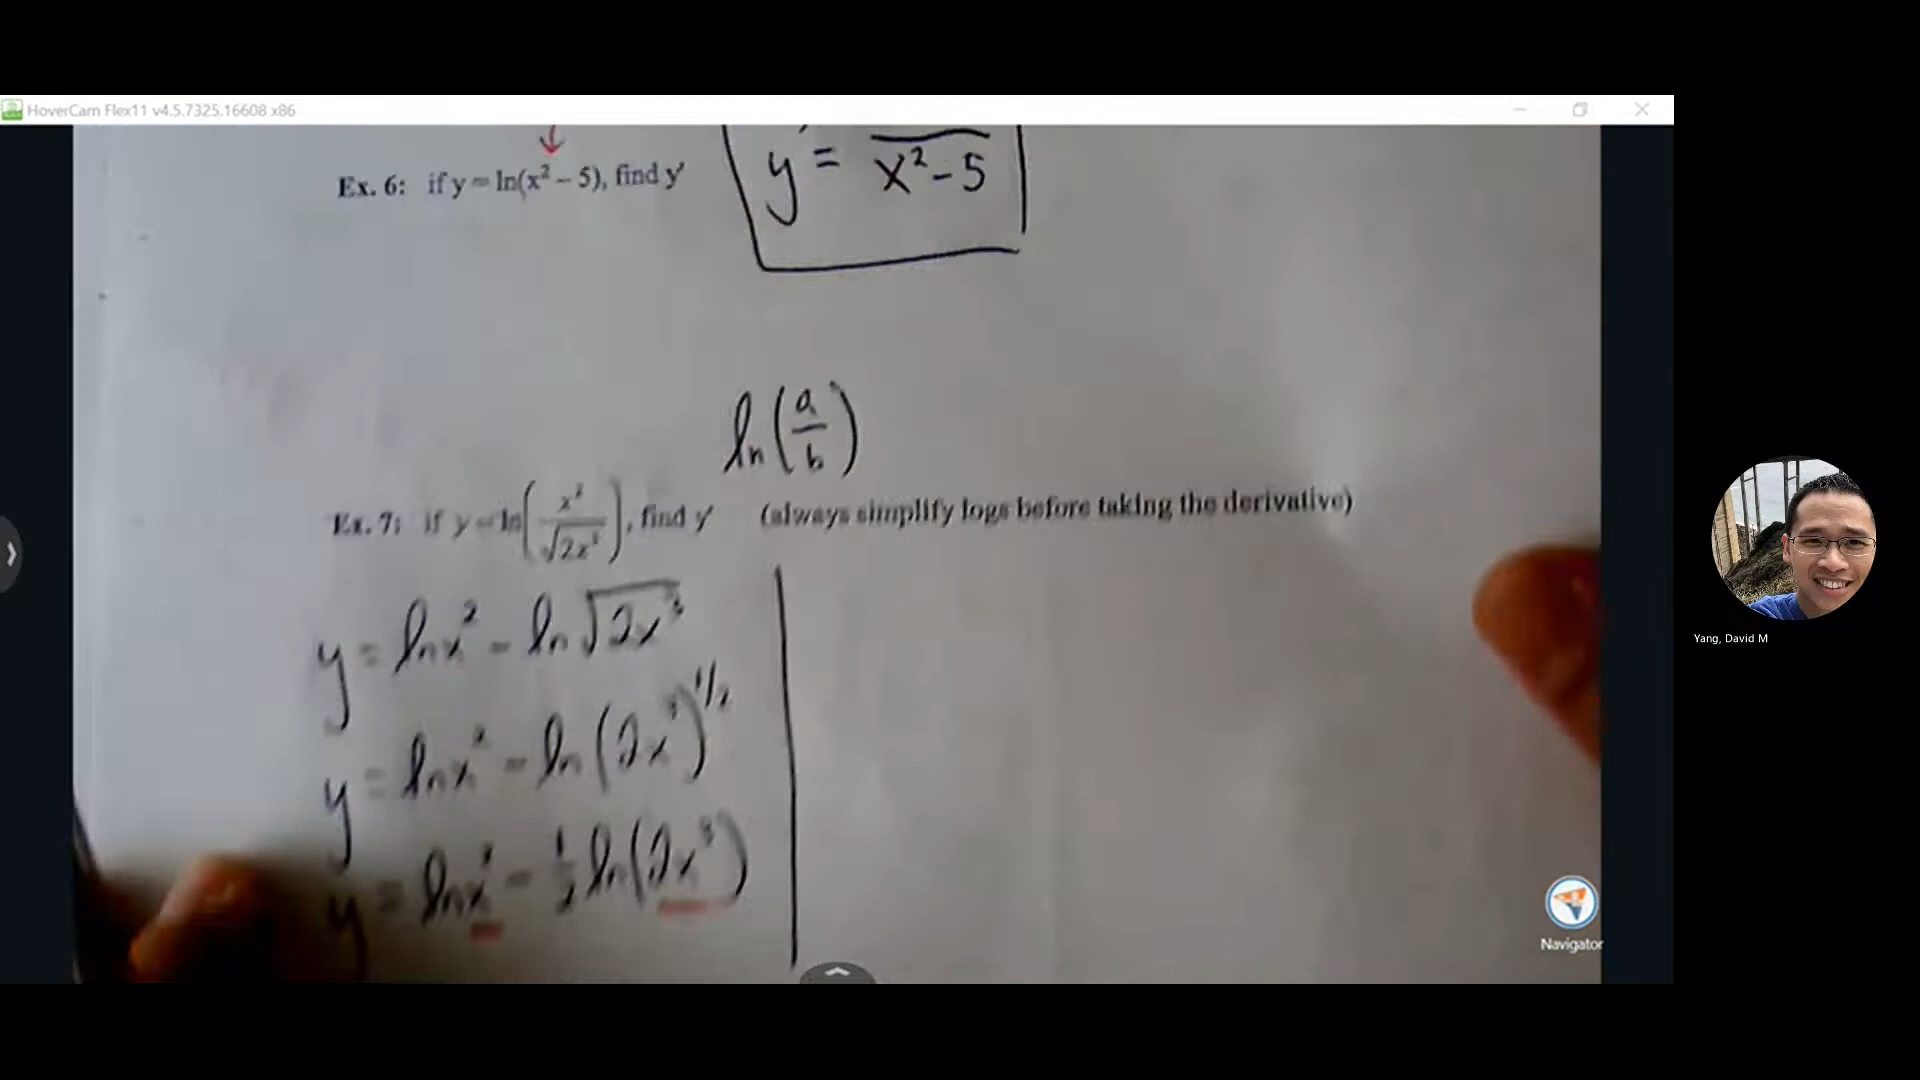 HoverCam Flex11 v4.5.7325.16608 x86
Ex. 6: if y = ln(x² – 5), find y'
y' = x²-5
ln(a/b)
Ex. 7: if y = ln(x²/√2x³), find y' (always simplify logs before taking the derivative)
y = ln x² - ln √2x³
y = ln x² - ln (2x³)^1/2
y = ln x² - 1/2 ln(2x³)
Navigator
Yang, David M